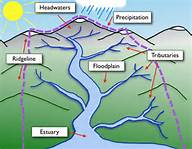 Headwaters
Precipitation
Ridgeline
Tributaries
Floodplain
Estuary